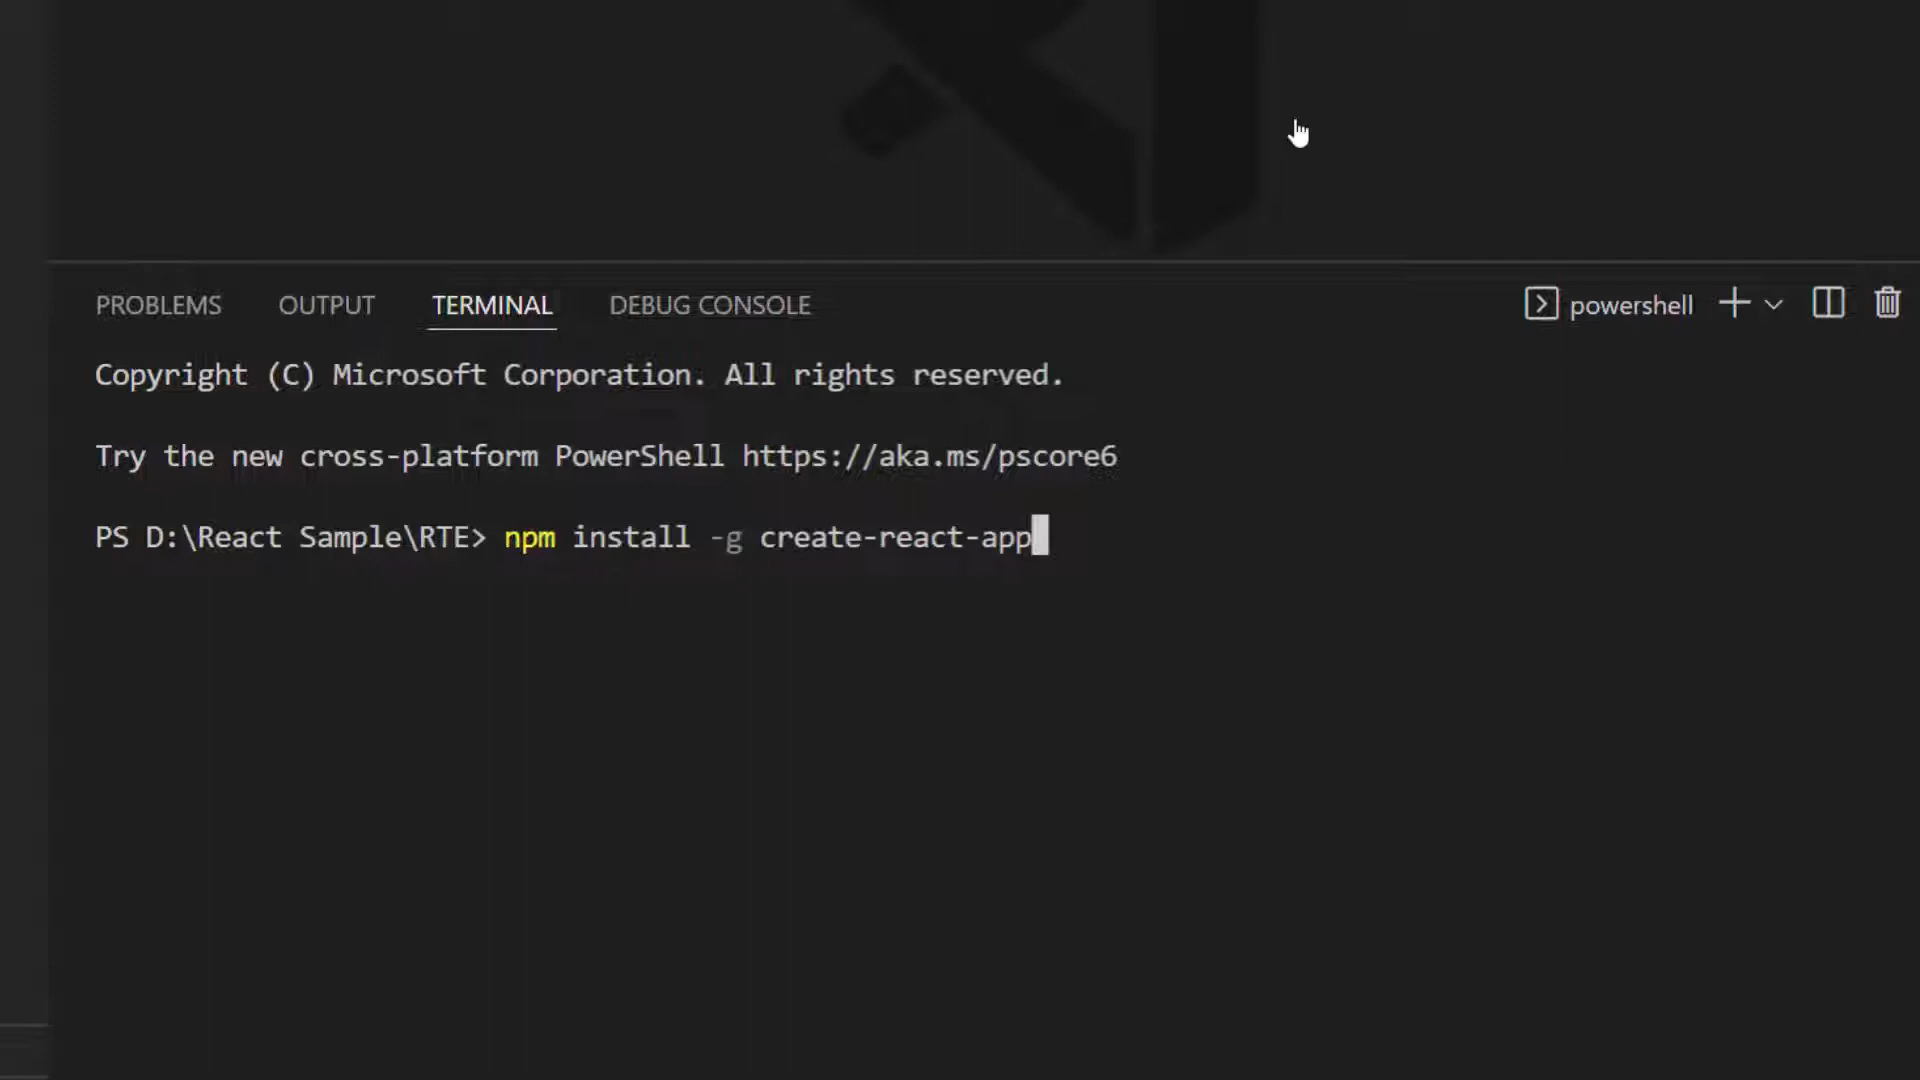 PROBLEMS OUTPUT TERMINAL DEBUG CONSOLE powershell
Copyright (C) Microsoft Corporation. All rights reserved.
Try the new cross-platform PowerShell https://aka.ms/pscore6
PS D:\React Sample\RTE> npm install -g create-react-app